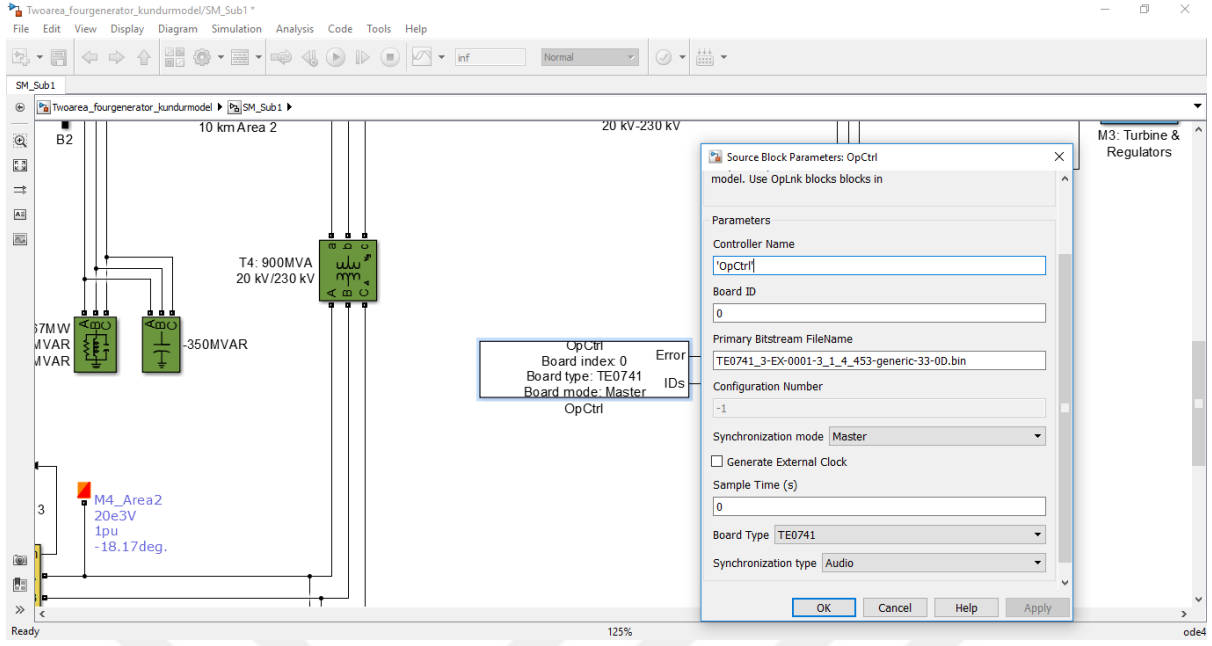 Twoarea_fourgenerator_kundurmodel/SM_Sub1 *
File Edit View Display Diagram Simulation Analysis Code Tools Help
inf
Normal
SM_Sub1
Twoarea_fourgenerator_kundurmodel SM_Sub1
B2
10 km Area 2
20 kV-230 kV
M3: Turbine &
Regulators
T4: 900MVA
20 kV/230 kV
a b c
A B C
67MW
MVAR
MVAR
A B C
A B C
-350MVAR
OpCtrl
Board index: 0
Board type: TE0741
Board mode: Master
Error
IDs
OpCtrl
3
M4_Area2
20e3V
1pu
-18.17deg.
Source Block Parameters: OpCtrl
model. Use OpLnk blocks blocks in
Parameters
Controller Name
'OpCtrl'
Board ID
0
Primary Bitstream FileName
TE0741_3-EX-0001-3_1_4_453-generic-33-0D.bin
Configuration Number
-1
Synchronization mode Master
Generate External Clock
Sample Time (s)
0
Board Type TE0741
Synchronization type Audio
OK Cancel Help Apply
Ready
125%
ode4